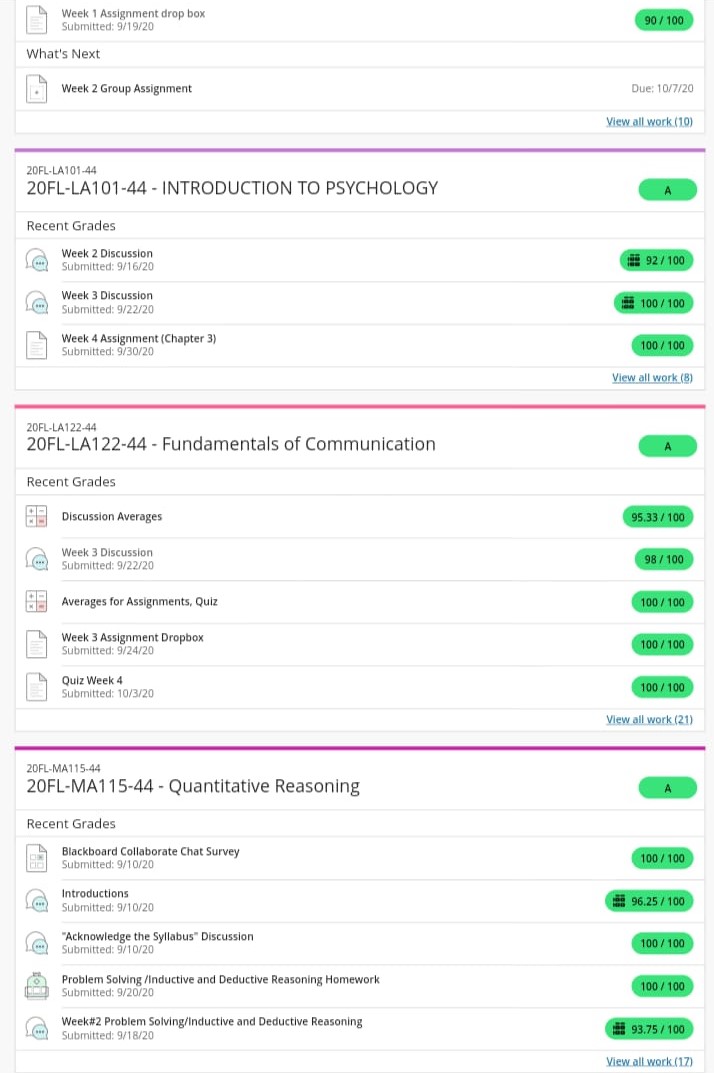 Week 1 Assignment drop box
Submitted: 9/19/20
90 / 100
What's Next
Week 2 Group Assignment
Due: 10/7/20
View all work (10)
20FL-LA101-44
20FL-LA101-44 - INTRODUCTION TO PSYCHOLOGY
A
Recent Grades
Week 2 Discussion
Submitted: 9/16/20
92 / 100
Week 3 Discussion
Submitted: 9/22/20
100 / 100
Week 4 Assignment (Chapter 3)
Submitted: 9/30/20
100 / 100
View all work (8)
20FL-LA122-44
20FL-LA122-44 - Fundamentals of Communication
A
Recent Grades
Discussion Averages
95.33 / 100
Week 3 Discussion
Submitted: 9/22/20
98 / 100
Averages for Assignments, Quiz
100 / 100
Week 3 Assignment Dropbox
Submitted: 9/24/20
100 / 100
Quiz Week 4
Submitted: 10/3/20
100 / 100
View all work (21)
20FL-MA115-44
20FL-MA115-44 - Quantitative Reasoning
A
Recent Grades
Blackboard Collaborate Chat Survey
Submitted: 9/10/20
100 / 100
Introductions
Submitted: 9/10/20
96.25 / 100
"Acknowledge the Syllabus" Discussion
Submitted: 9/10/20
100 / 100
Problem Solving /Inductive and Deductive Reasoning Homework
Submitted: 9/20/20
100 / 100
Week#2 Problem Solving/Inductive and Deductive Reasoning
Submitted: 9/18/20
93.75 / 100
View all work (17)